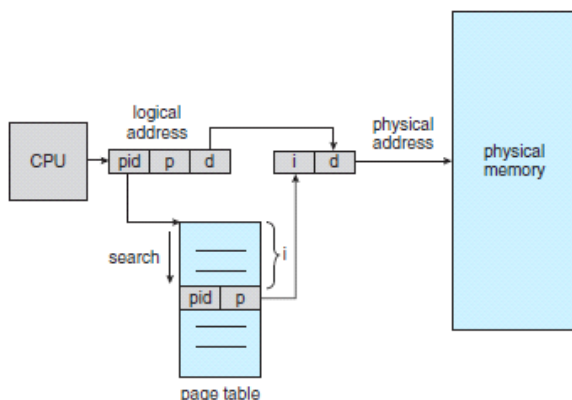 logical
address
physical
address
CPU
pid p d
i d
physical
memory
search
i
pid p
page table